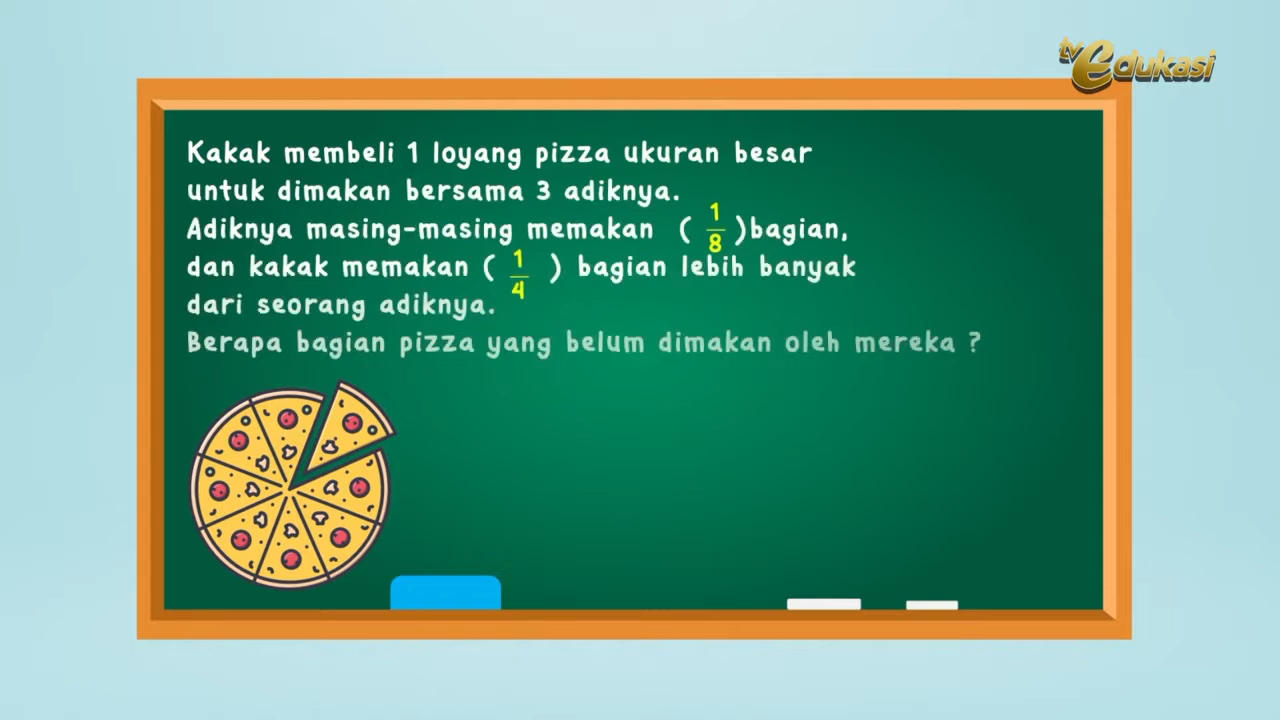 tv edukasi
Kakak membeli 1 loyang pizza ukuran besar
untuk dimakan bersama 3 adiknya.
Adiknya masing-masing memakan ( 1/8 )bagian,
dan kakak memakan ( 1/4 ) bagian lebih banyak
dari seorang adiknya.
Berapa bagian pizza yang belum dimakan oleh mereka ?